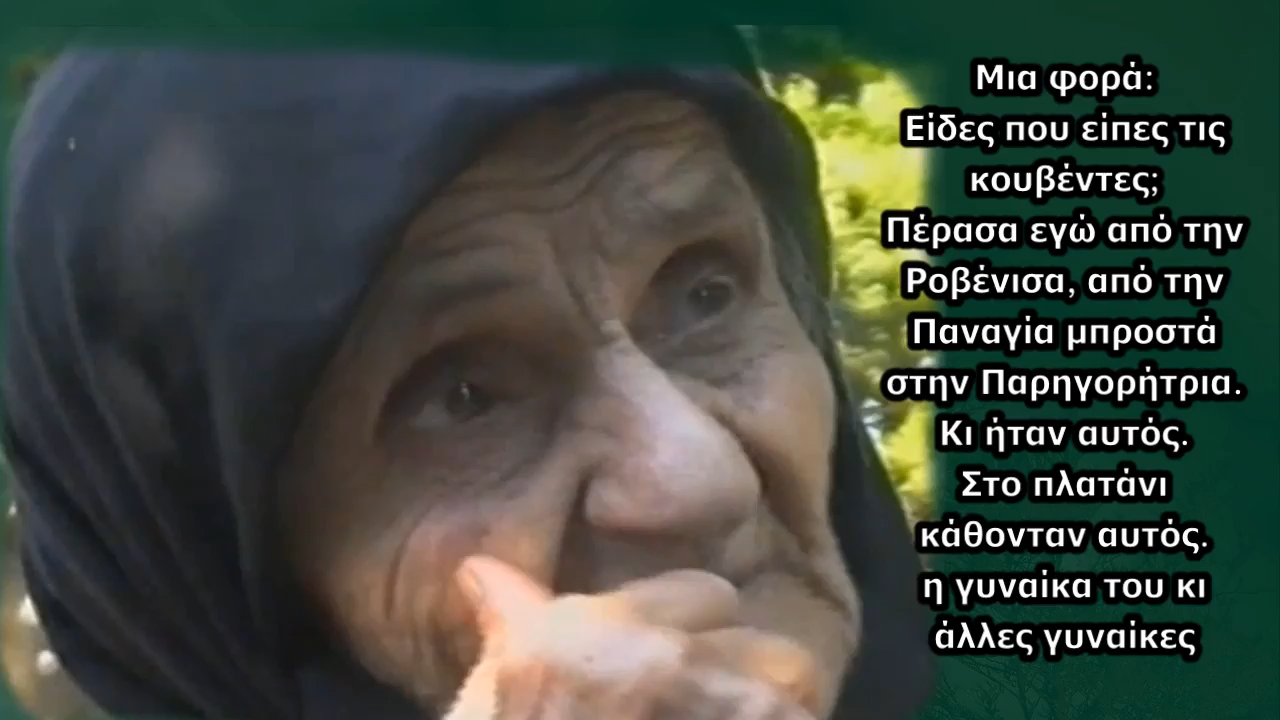 Μια φορά:
Είδες που είπες τις
κουβέντες;
Πέρασα εγώ από την
Ροβένισα, από την
Παναγία μπροστά
στην Παρηγορήτρια.
Κι ήταν αυτός.
Στο πλατάνι
κάθονταν αυτός.
η γυναίκα του κι
άλλες γυναίκες